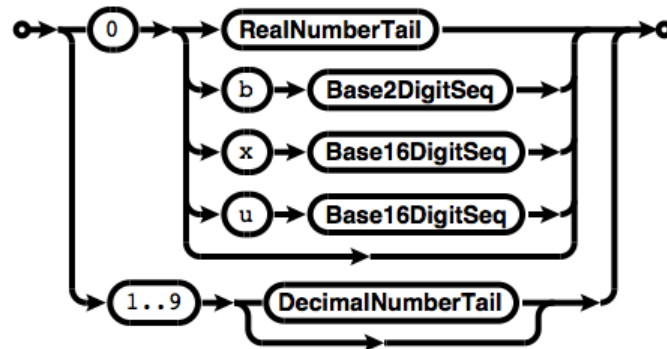 0 RealNumberTail
b Base2DigitSeq
x Base16DigitSeq
u Base16DigitSeq
1..9 DecimalNumberTail